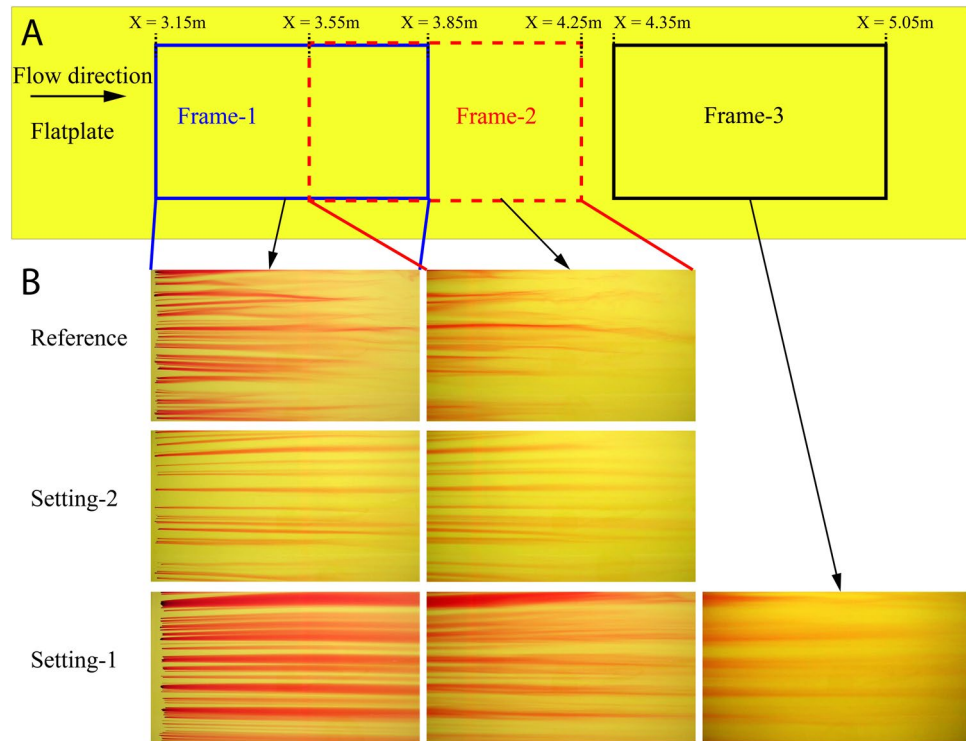 A
X = 3.15m
X = 3.55m
X = 3.85m
X = 4.25m
X = 4.35m
X = 5.05m
Flow direction
Flatplate
Frame-1
Frame-2
Frame-3
B
Reference
Setting-2
Setting-1